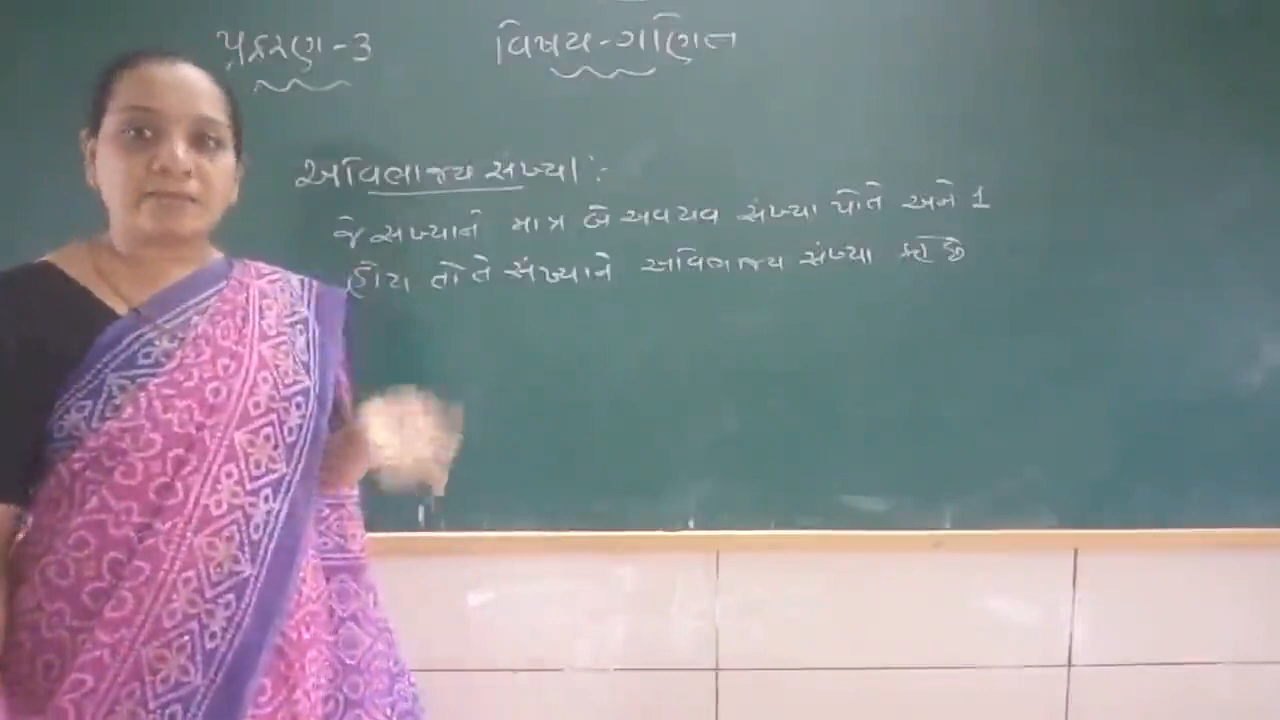 પ્રકરણ-3 વિષય-ગણિત
અવિભાજ્ય સંખ્યા :-
જે સંખ્યાને માત્ર બે અવયવ સંખ્યા પોતે અને 1
હોય તો તે સંખ્યાને અવિભાજ્ય સંખ્યા કહે છે